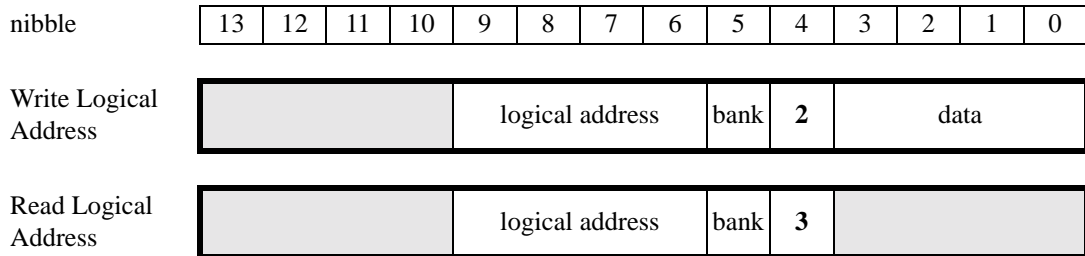 nibble 13 12 11 10 9 8 7 6 5 4 3 2 1 0
Write Logical
Address
logical address bank 2 data
Read Logical
Address
logical address bank 3